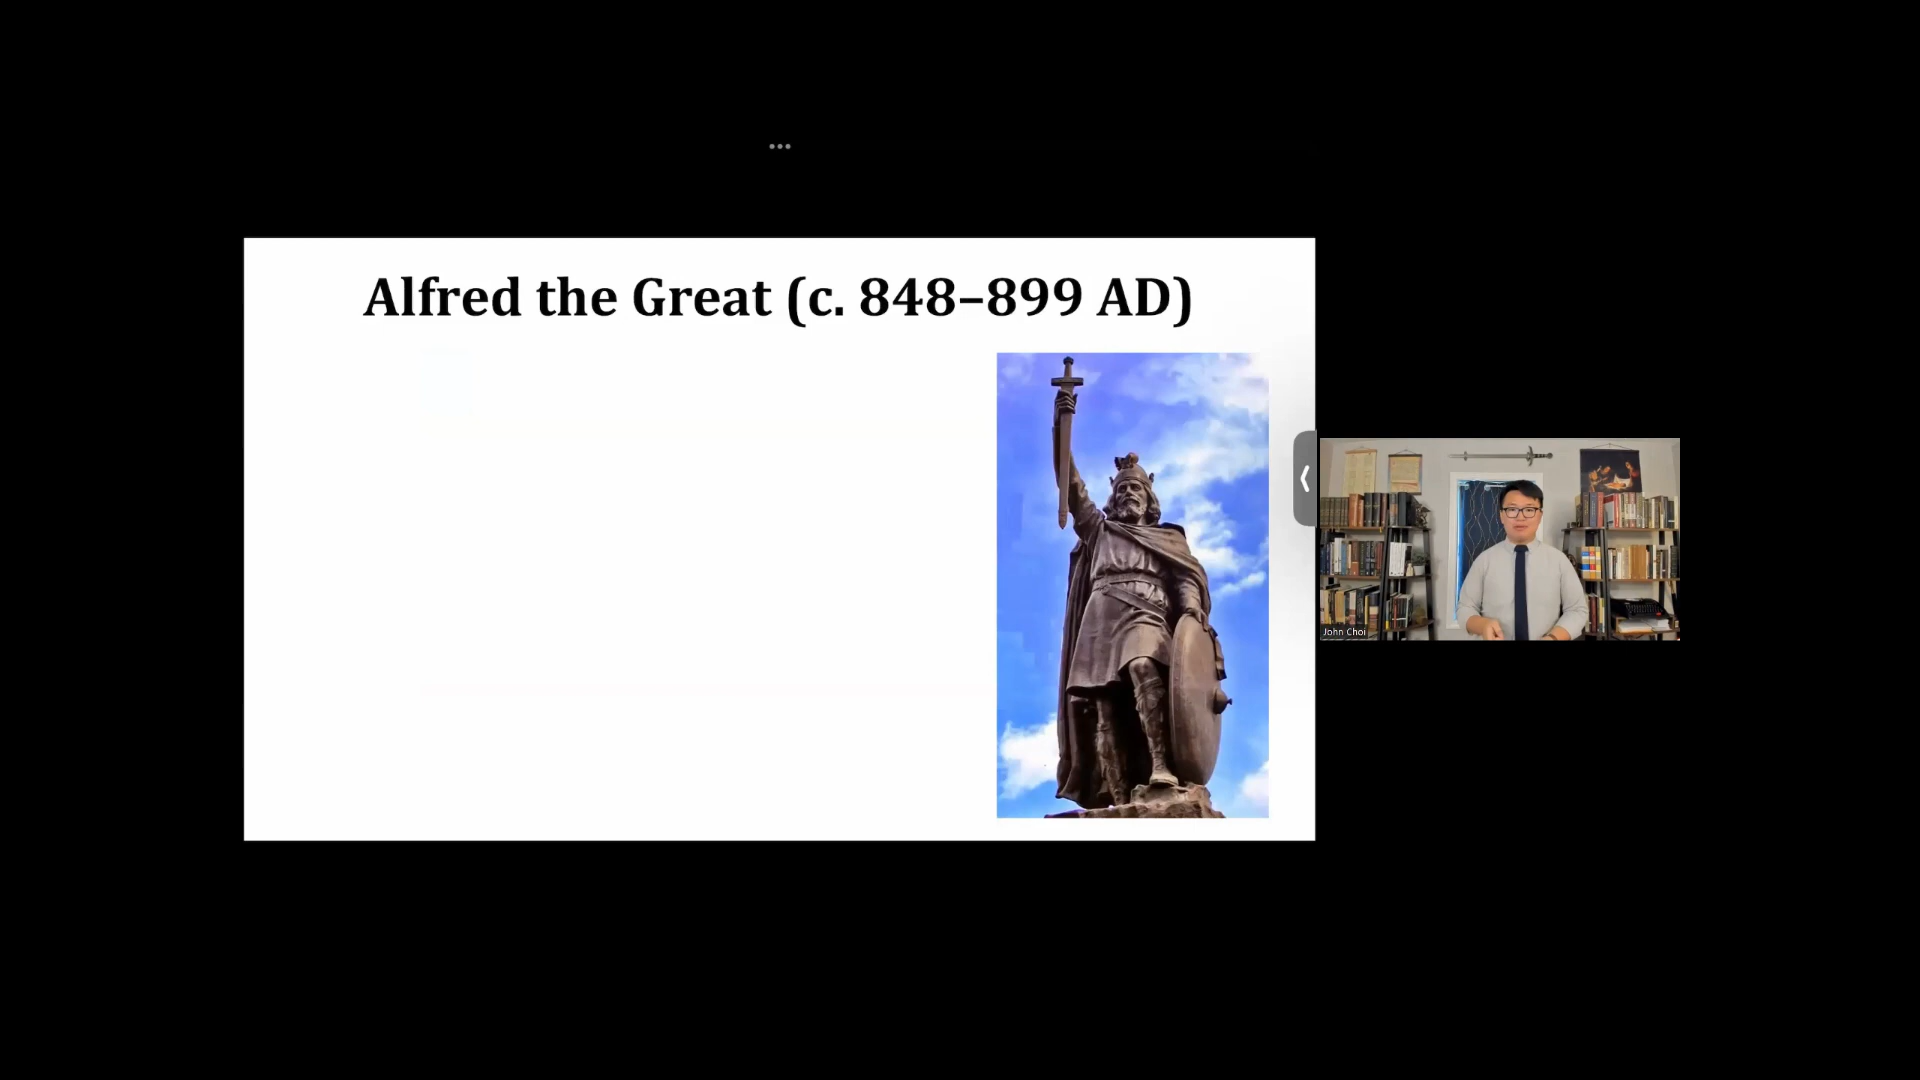 Alfred the Great (c. 848–899 AD)
John Choi